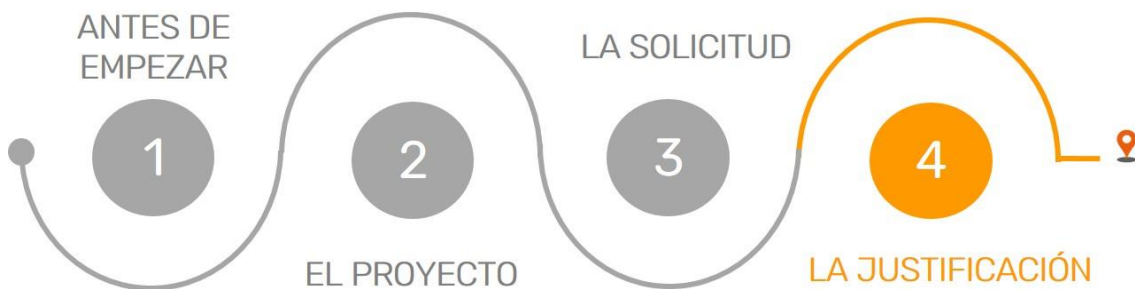 ANTES DE
EMPEZAR
1
2
EL PROYECTO
LA SOLICITUD
3
4
LA JUSTIFICACIÓN